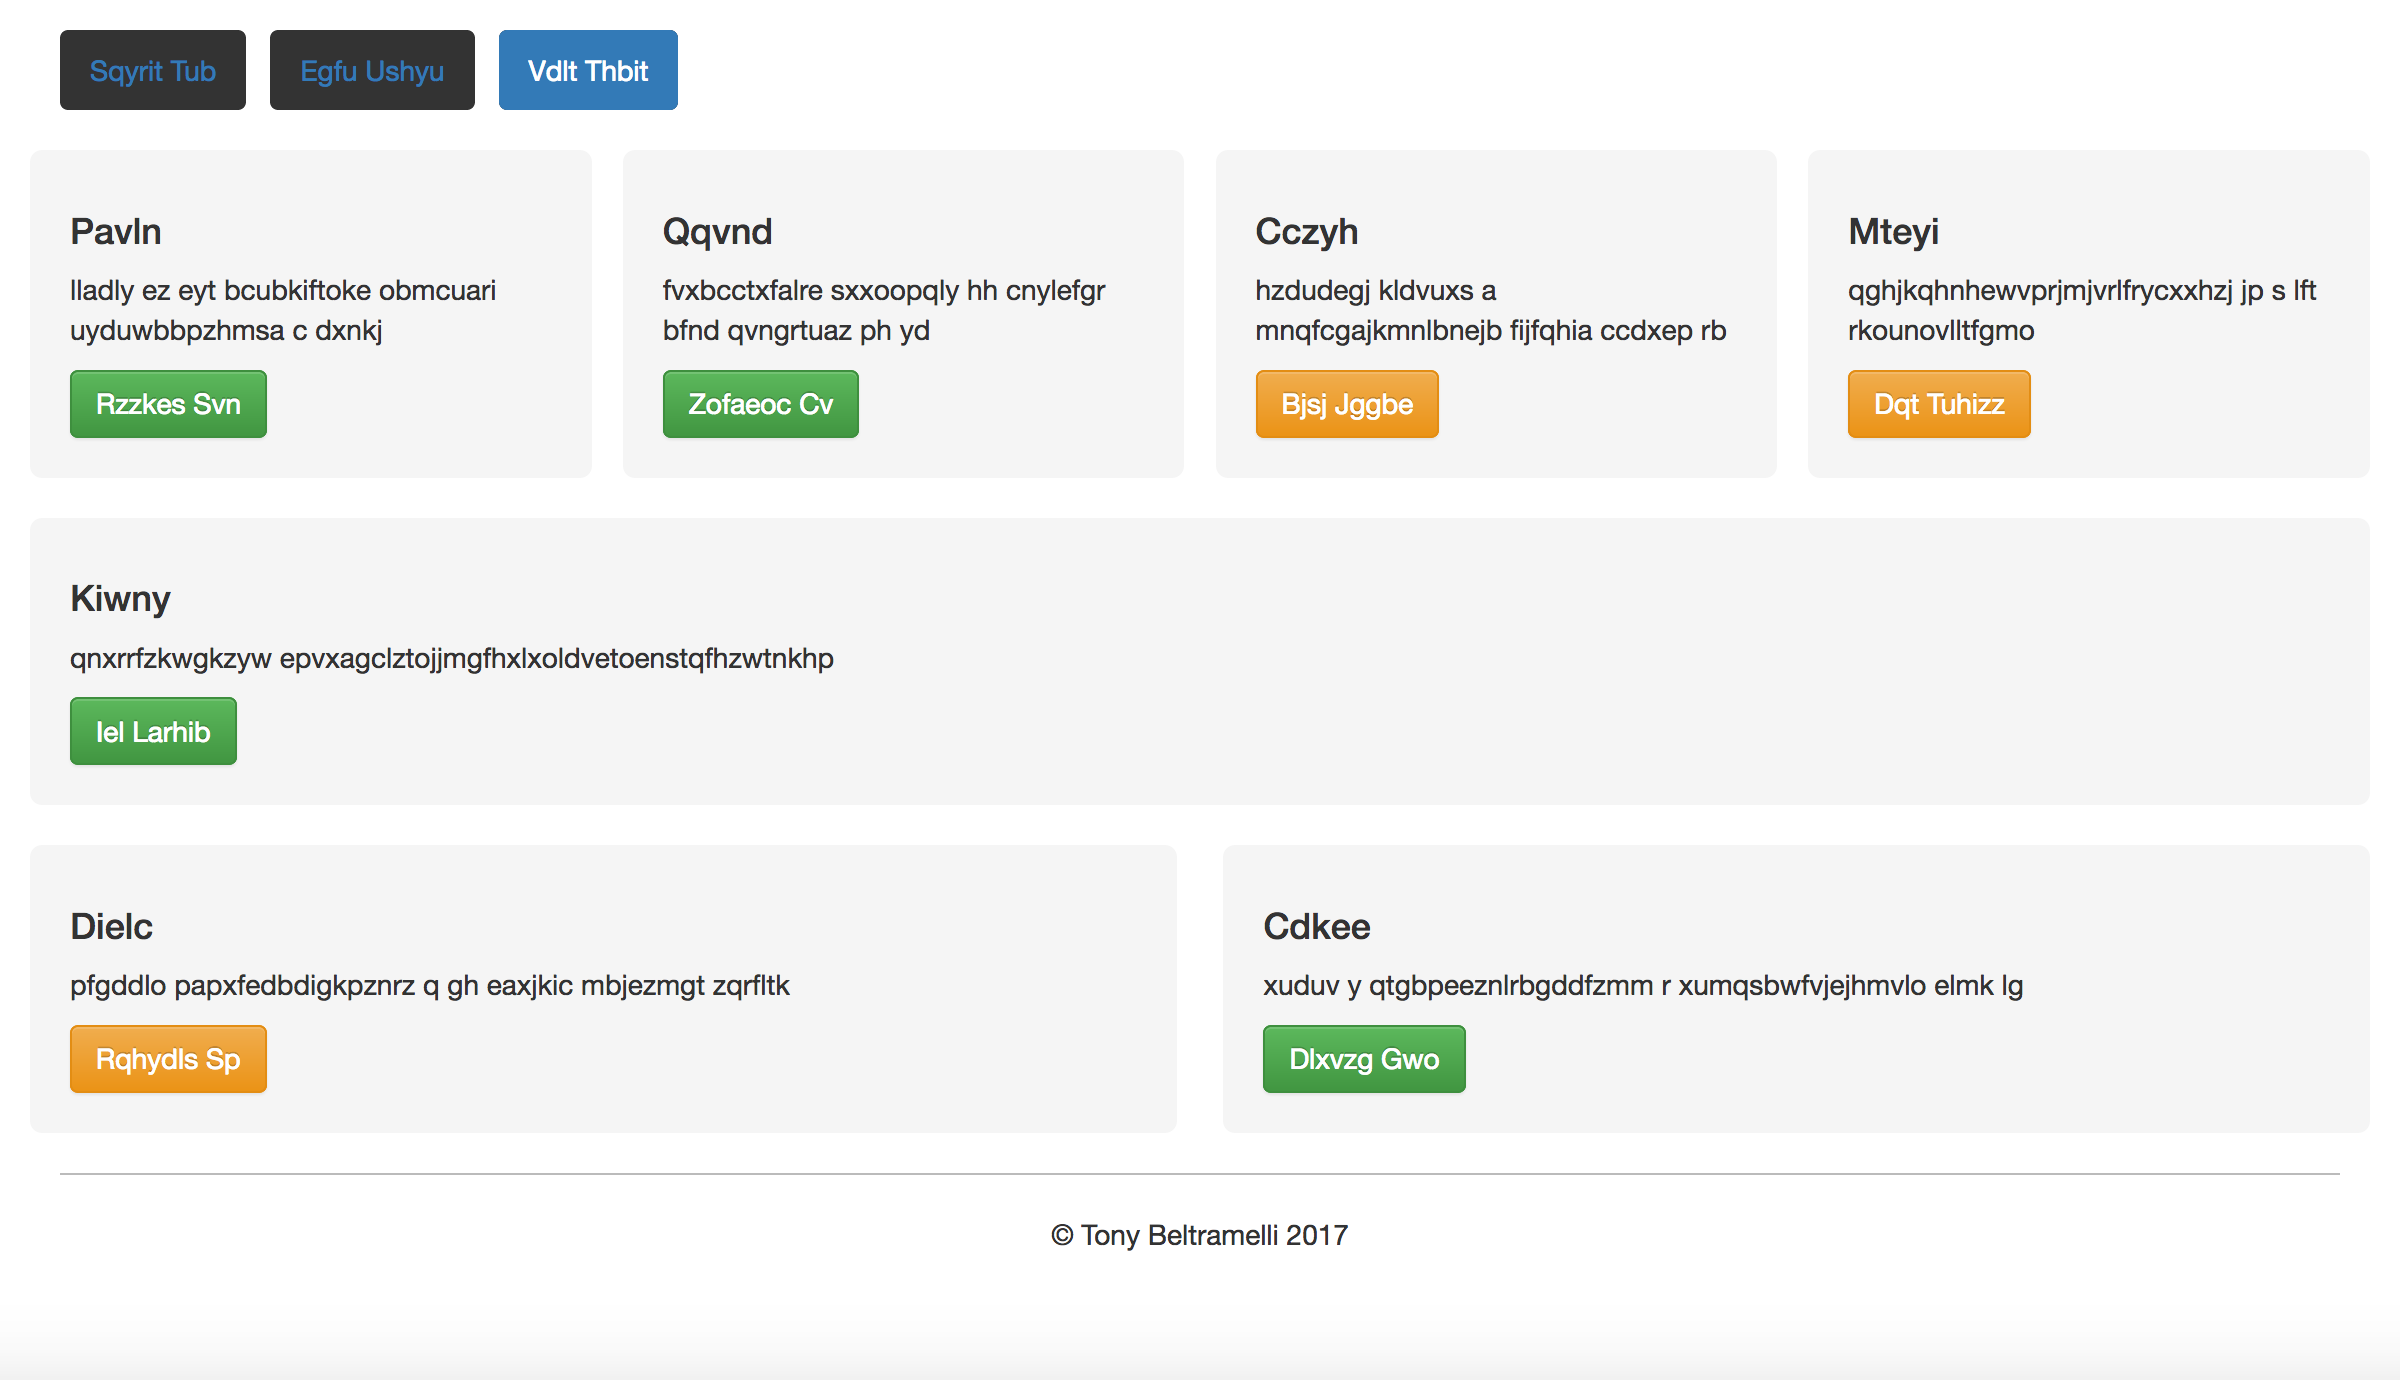 Sqyrit Tub
Egfu Ushyu
Vdlt Thbit
Pavln
lladly ez eyt bcubkiftoke obmcuari
uyduwbbpzhmsa c dxnkj
Rzzkes Svn
Qqvnd
fvxbcctxfalre sxxoopqly hh cnylefgr
bfnd qvngrtuaz ph yd
Zofaeoc Cv
Cczyh
hzdudegj kldvuxs a
mnqfcgajkmnlbnejb fijfqhia ccdxep rb
Bjsj Jggbe
Mteyi
qghjkqhnhewvprjmjvrlfrycxxhzj jp s lft
rkounovlltfgmo
Dqt Tuhizz
Kiwny
qnxrrfzkwgkzyw epvxagclztojjmgfhxlxoldvetoenstqfhzwtnkhp
Iel Larhib
Dielc
pfgddlo papxfedbdigkpznrz q gh eaxjkic mbjezmgt zqrfltk
Rqhydls Sp
Cdkee
xuduv y qtgbpeeznlrbgddfzmm r xumqsbwfvjejhmvlo elmk lg
Dlxvzg Gwo
© Tony Beltramelli 2017